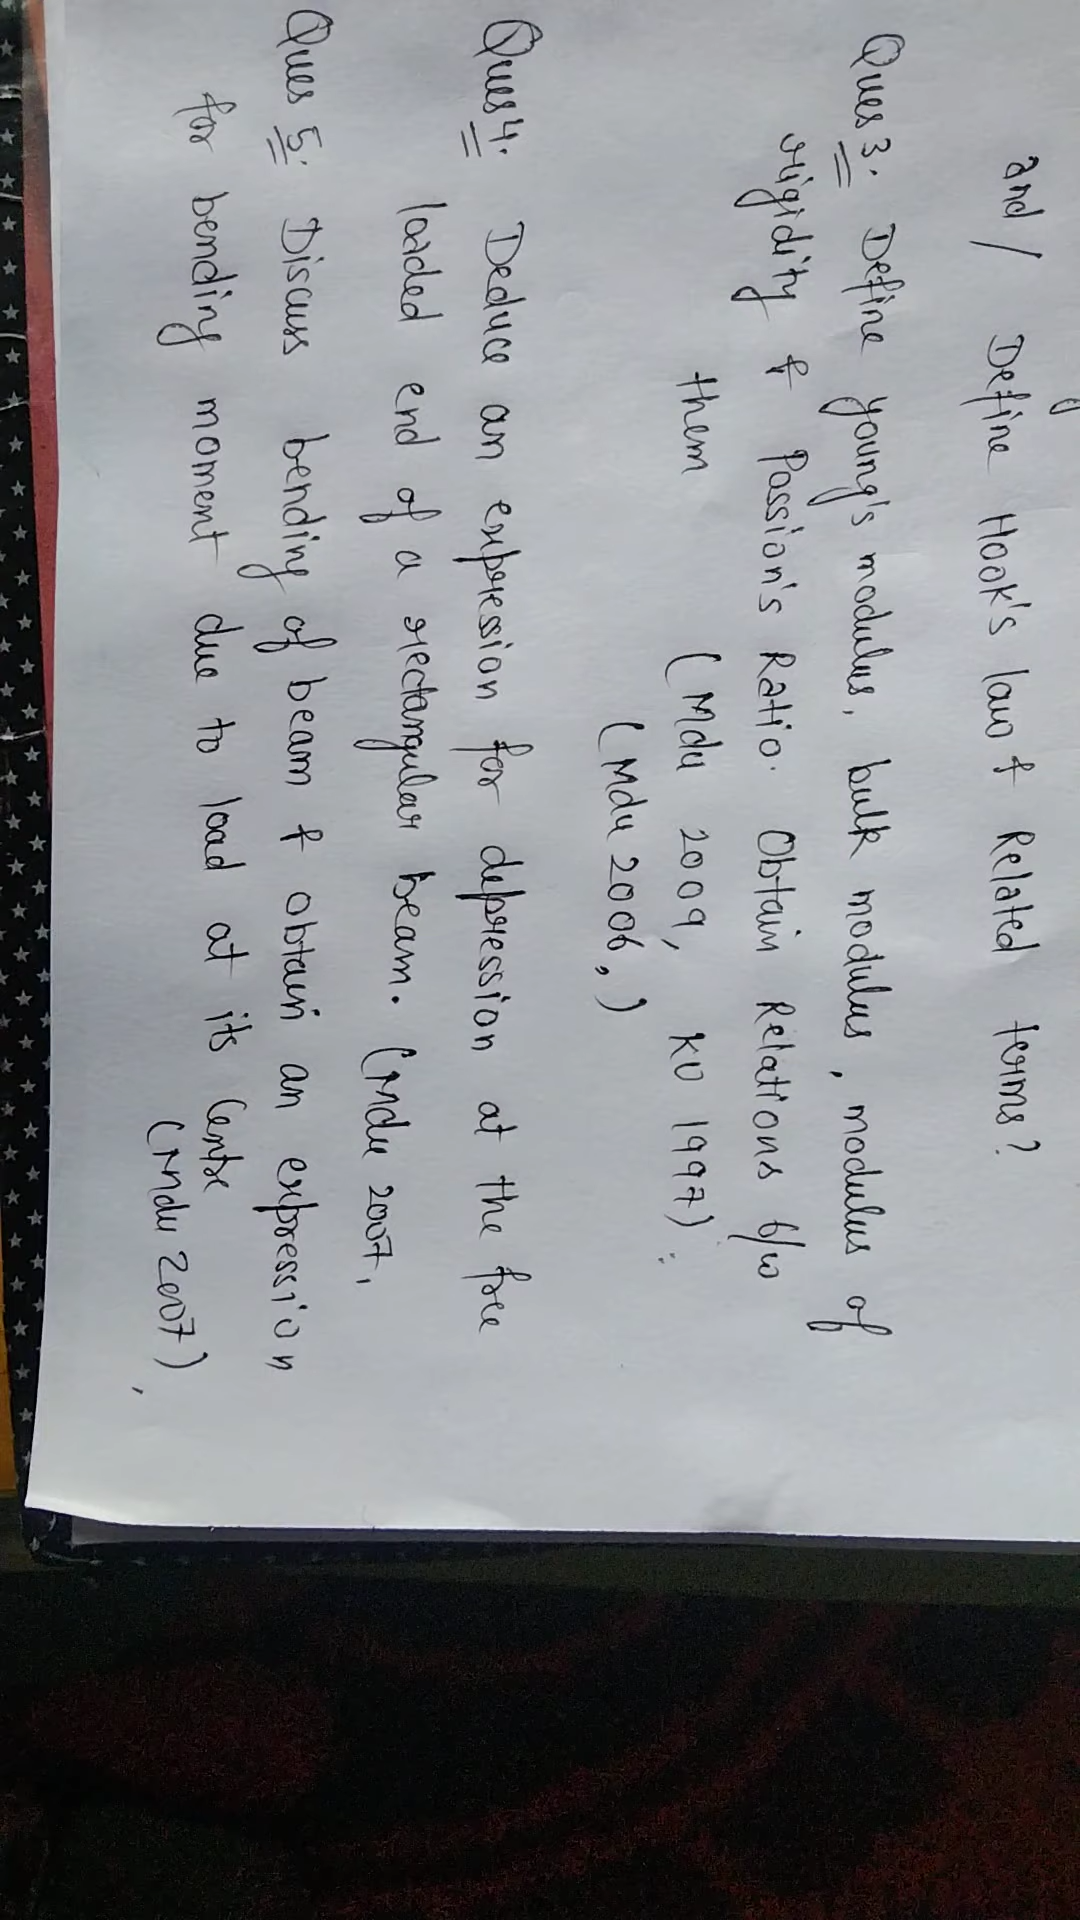 and/ Define Hook's law & Related terms?
Ques 3. Define young's modulus, bulk modulus, modulus of
rigidity & Passion's Ratio. Obtain Relations b/w
them (Mdu 2009, KU 1997)
(Mdu 2006,)
Ques 4. Deduce an expression for depression at the free
loaded end of a rectangular beam. (Mdu 2007,
Ques 5. Discuss bending of beam & obtain an expression
for bending moment due to load at its Centre
(Mdu 2007),